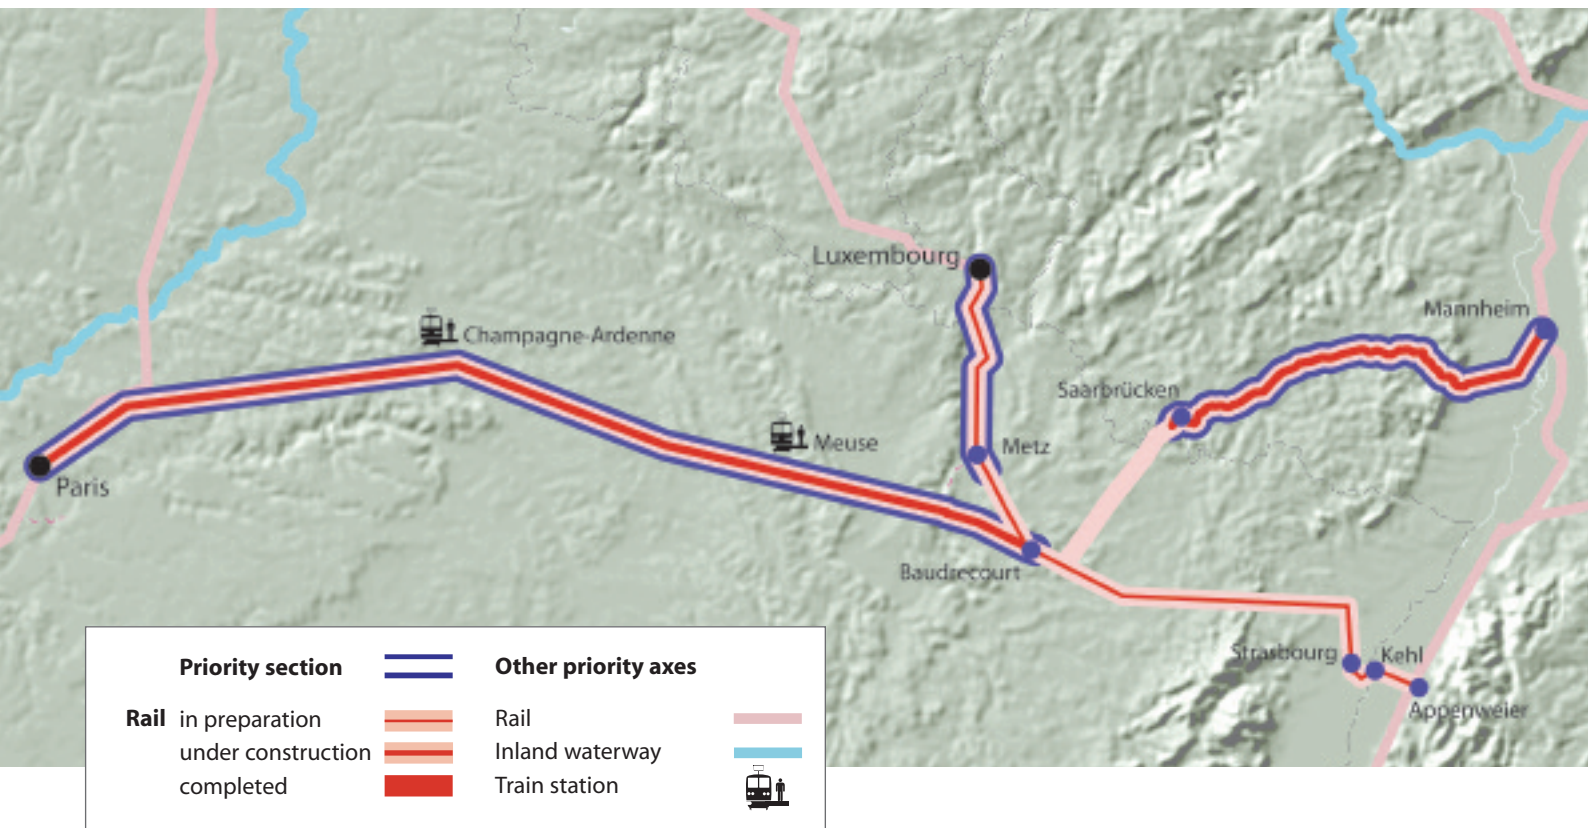 Luxembourg
Mannheim
Champagne-Ardenne
Saarbrücken
Meuse
Metz
Paris
Baudrecourt
Strasbourg
Kehl
Appenweier
Priority section
Other priority axes
Rail in preparation
Rail
under construction
Inland waterway
completed
Train station